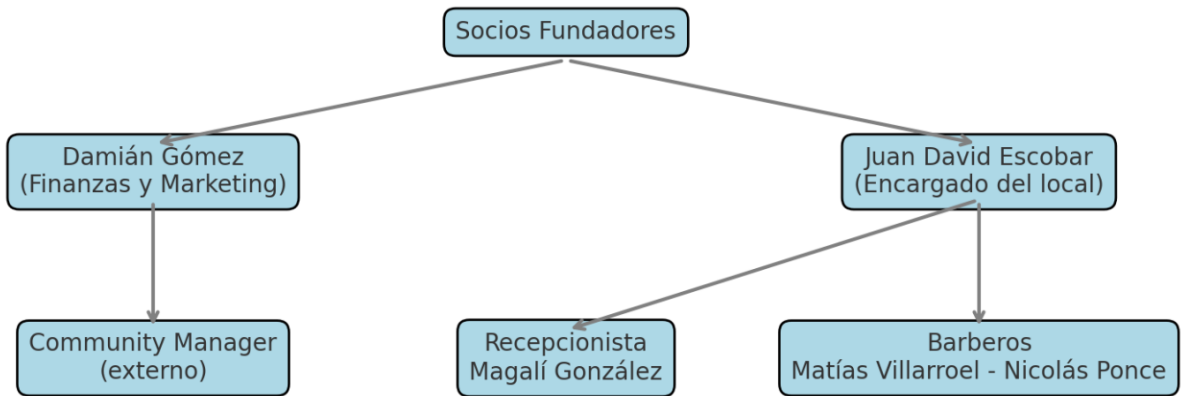 Socios Fundadores
Damián Gómez
(Finanzas y Marketing)
Juan David Escobar
(Encargado del local)
Community Manager
(externo)
Recepcionista
Magalí González
Barberos
Matías Villarroel - Nicolás Ponce